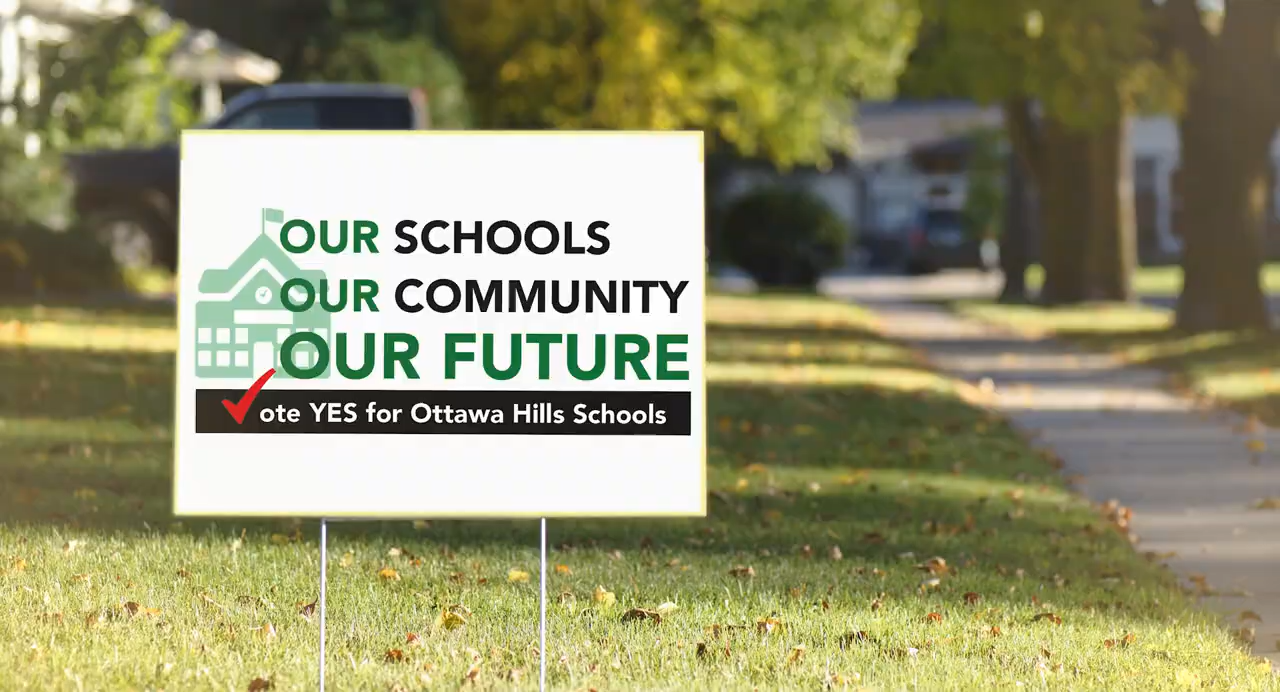 OUR SCHOOLS
OUR COMMUNITY
OUR FUTURE
ote YES for Ottawa Hills Schools